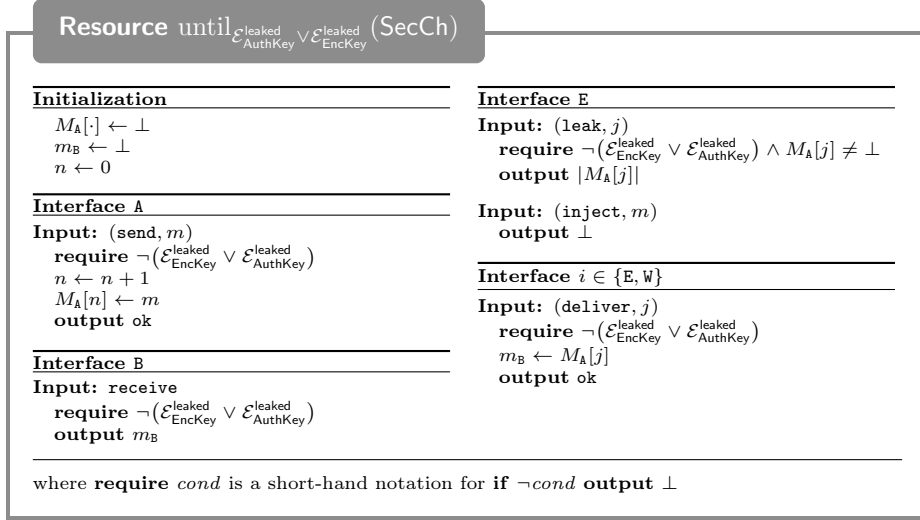 Resource until_{ℰ^{leaked}_{AuthKey} ∨ ℰ^{leaked}_{EncKey}}(SecCh)
Initialization
M_A[·] ← ⊥
m_B ← ⊥
n ← 0
Interface A
Input: (send, m)
require ¬(ℰ^{leaked}_{EncKey} ∨ ℰ^{leaked}_{AuthKey})
n ← n + 1
M_A[n] ← m
output ok
Interface B
Input: receive
require ¬(ℰ^{leaked}_{EncKey} ∨ ℰ^{leaked}_{AuthKey})
output m_B
Interface E
Input: (leak, j)
require ¬(ℰ^{leaked}_{EncKey} ∨ ℰ^{leaked}_{AuthKey}) ∧ M_A[j] ≠ ⊥
output |M_A[j]|
Input: (inject, m)
output ⊥
Interface i ∈ {E, W}
Input: (deliver, j)
require ¬(ℰ^{leaked}_{EncKey} ∨ ℰ^{leaked}_{AuthKey})
m_B ← M_A[j]
output ok
where require cond is a short-hand notation for if ¬cond output ⊥